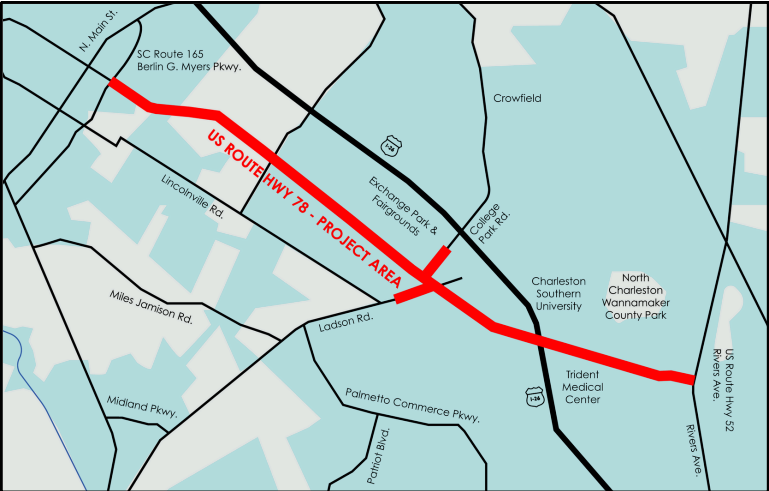 N. Main St.
SC Route 165
Berlin G. Myers Pkwy.
Crowfield
I-26
US ROUTE HWY 78 - PROJECT AREA
Exchange Park &
Fairgrounds
College
Park Rd.
Lincolnville Rd.
Charleston
Southern
University
North
Charleston
Wannamaker
County Park
Miles Jamison Rd.
Ladson Rd.
US Route Hwy 52
Rivers Ave.
Trident
Medical
Center
I-26
Midland Pkwy.
Palmetto Commerce Pkwy.
Patriot Blvd.
Rivers Ave.